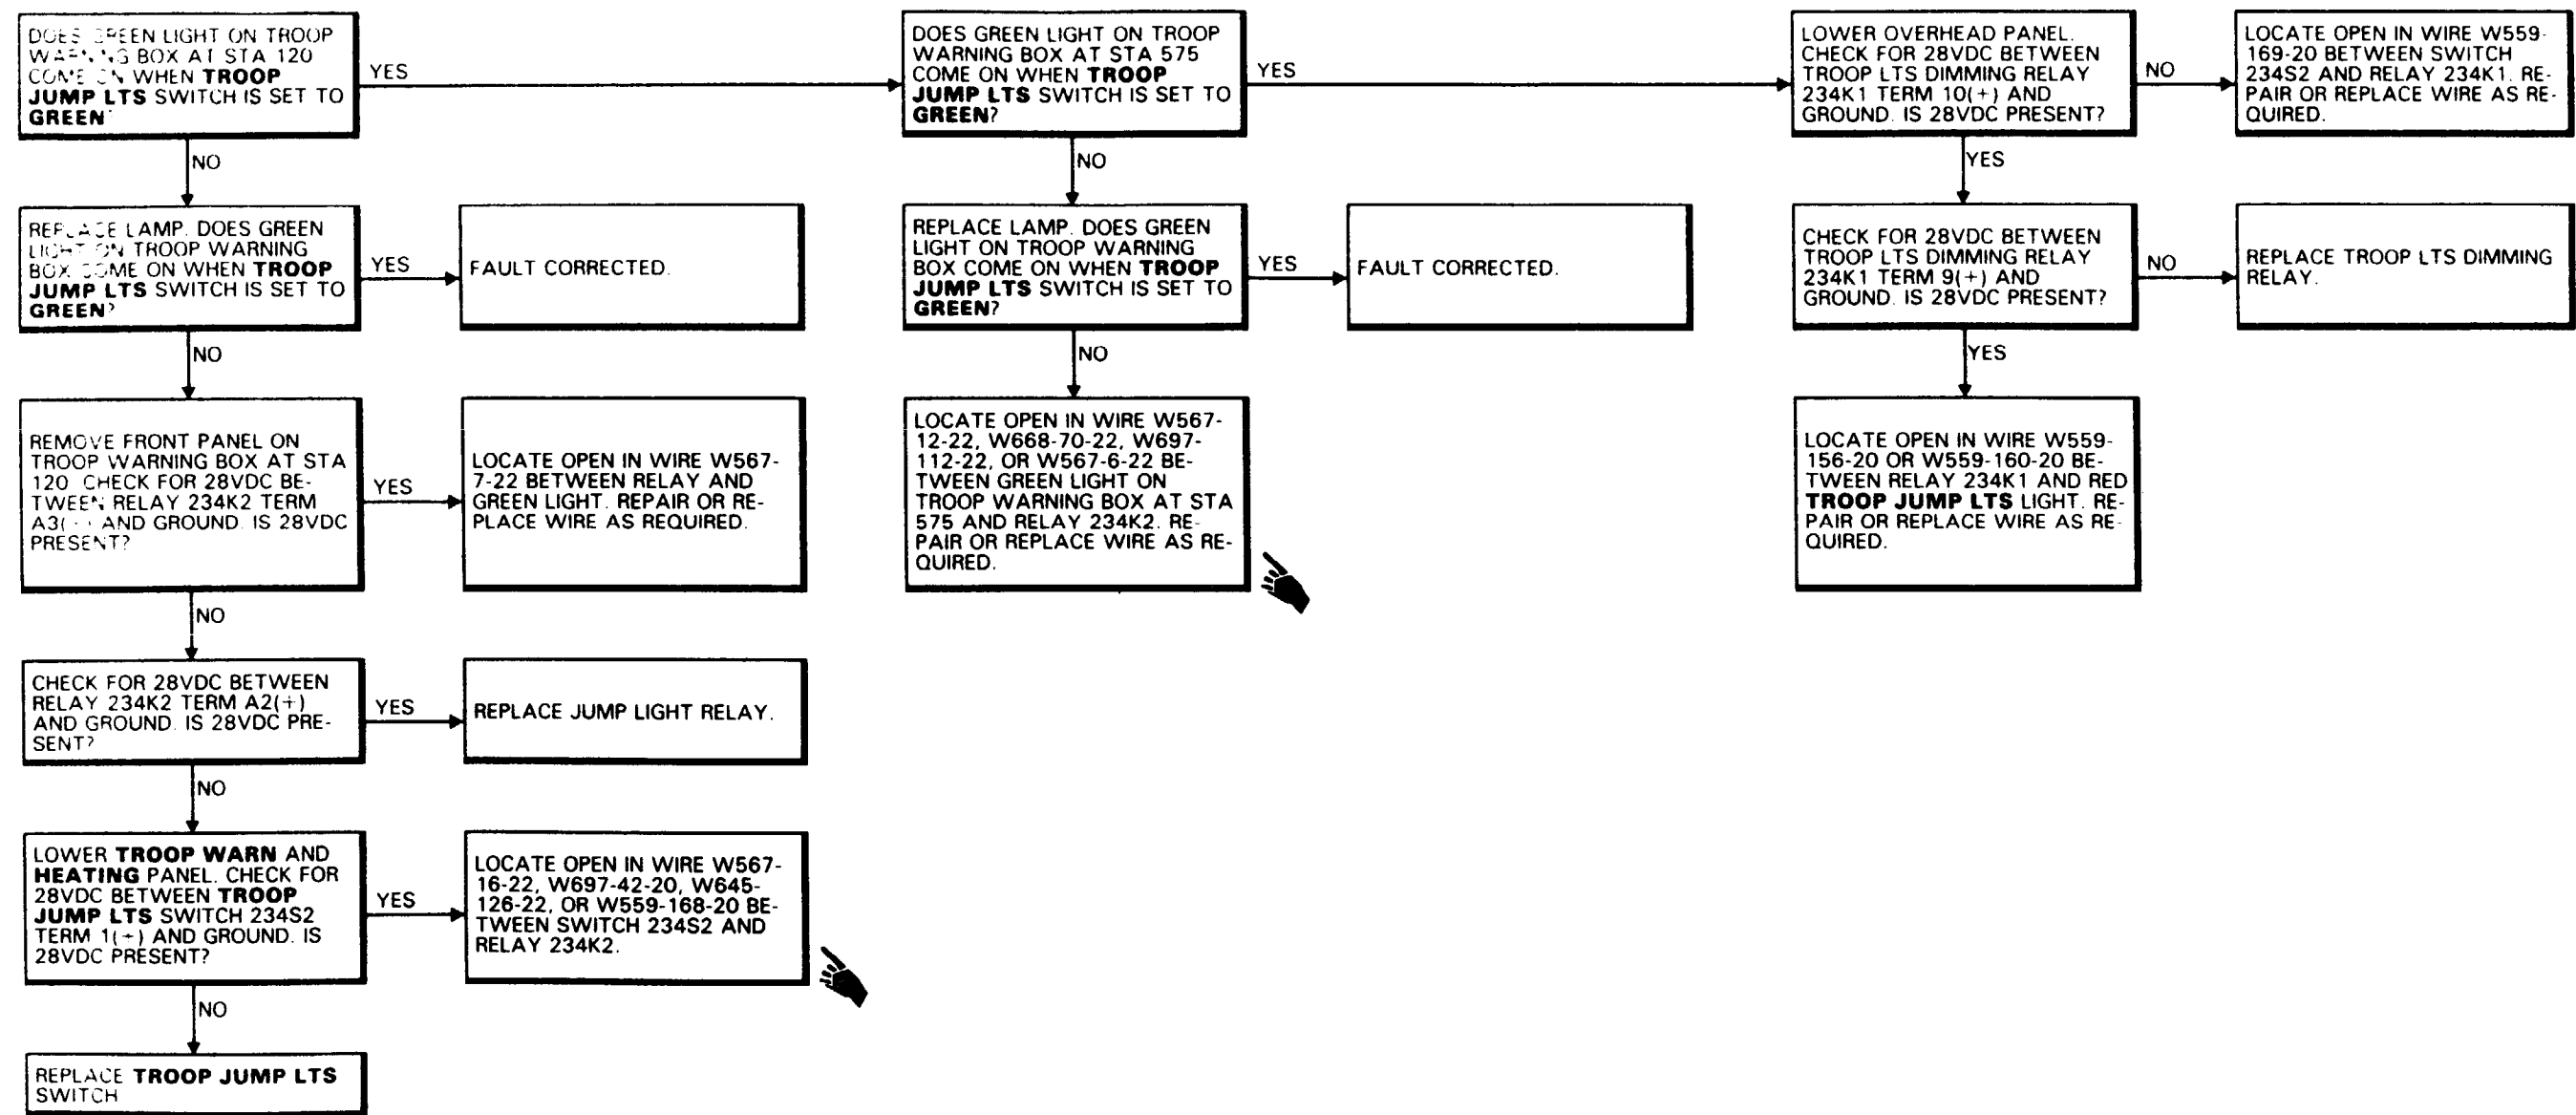 DOES GREEN LIGHT ON TROOP
WARNING BOX AT STA 120
COME ON WHEN TROOP
JUMP LTS SWITCH IS SET TO
GREEN?
YES
NO
DOES GREEN LIGHT ON TROOP
WARNING BOX AT STA 575
COME ON WHEN TROOP
JUMP LTS SWITCH IS SET TO
GREEN?
YES
NO
LOWER OVERHEAD PANEL.
CHECK FOR 28VDC BETWEEN
TROOP LTS DIMMING RELAY
234K1 TERM 10(+) AND
GROUND. IS 28VDC PRESENT?
NO
YES
LOCATE OPEN IN WIRE W559-
169-20 BETWEEN SWITCH
234S2 AND RELAY 234K1. RE-
PAIR OR REPLACE WIRE AS RE-
QUIRED.
REPLACE LAMP. DOES GREEN
LIGHT ON TROOP WARNING
BOX COME ON WHEN TROOP
JUMP LTS SWITCH IS SET TO
GREEN?
YES
NO
FAULT CORRECTED.
REPLACE LAMP. DOES GREEN
LIGHT ON TROOP WARNING
BOX COME ON WHEN TROOP
JUMP LTS SWITCH IS SET TO
GREEN?
YES
NO
FAULT CORRECTED.
CHECK FOR 28VDC BETWEEN
TROOP LTS DIMMING RELAY
234K1 TERM 9(+) AND
GROUND. IS 28VDC PRESENT?
NO
YES
REPLACE TROOP LTS DIMMING
RELAY.
REMOVE FRONT PANEL ON
TROOP WARNING BOX AT STA
120. CHECK FOR 28VDC BE-
TWEEN RELAY 234K2 TERM
A3(+) AND GROUND. IS 28VDC
PRESENT?
YES
NO
LOCATE OPEN IN WIRE W567-
7-22 BETWEEN RELAY AND
GREEN LIGHT. REPAIR OR RE-
PLACE WIRE AS REQUIRED.
LOCATE OPEN IN WIRE W567-
12-22, W668-70-22, W697-
112-22, OR W567-6-22 BE-
TWEEN GREEN LIGHT ON
TROOP WARNING BOX AT STA
575 AND RELAY 234K2. RE-
PAIR OR REPLACE WIRE AS RE-
QUIRED.
LOCATE OPEN IN WIRE W559-
156-20 OR W559-160-20 BE-
TWEEN RELAY 234K1 AND RED
TROOP JUMP LTS LIGHT. RE-
PAIR OR REPLACE WIRE AS RE-
QUIRED.
CHECK FOR 28VDC BETWEEN
RELAY 234K2 TERM A2(+)
AND GROUND. IS 28VDC PRE-
SENT?
YES
NO
REPLACE JUMP LIGHT RELAY.
LOWER TROOP WARN AND
HEATING PANEL. CHECK FOR
28VDC BETWEEN TROOP
JUMP LTS SWITCH 234S2
TERM 1(+) AND GROUND. IS
28VDC PRESENT?
YES
NO
LOCATE OPEN IN WIRE W567-
16-22, W697-42-20, W645-
126-22, OR W559-168-20 BE-
TWEEN SWITCH 234S2 AND
RELAY 234K2.
REPLACE TROOP JUMP LTS
SWITCH